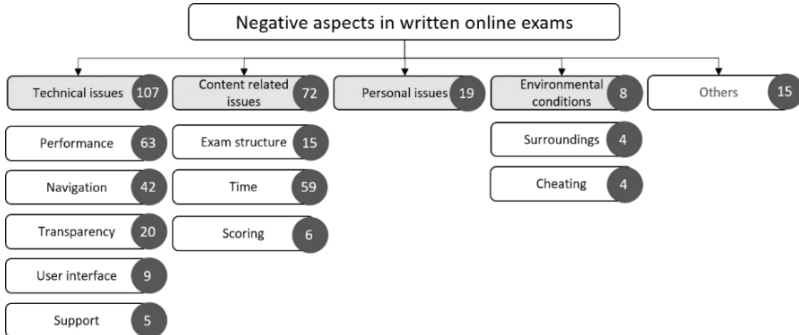 Negative aspects in written online exams
Technical issues 107
Content related
issues 72
Personal issues 19
Environmental
conditions 8
Others 15
Performance 63
Navigation 42
Transparency 20
User interface 9
Support 5
Exam structure 15
Time 59
Scoring 6
Surroundings 4
Cheating 4